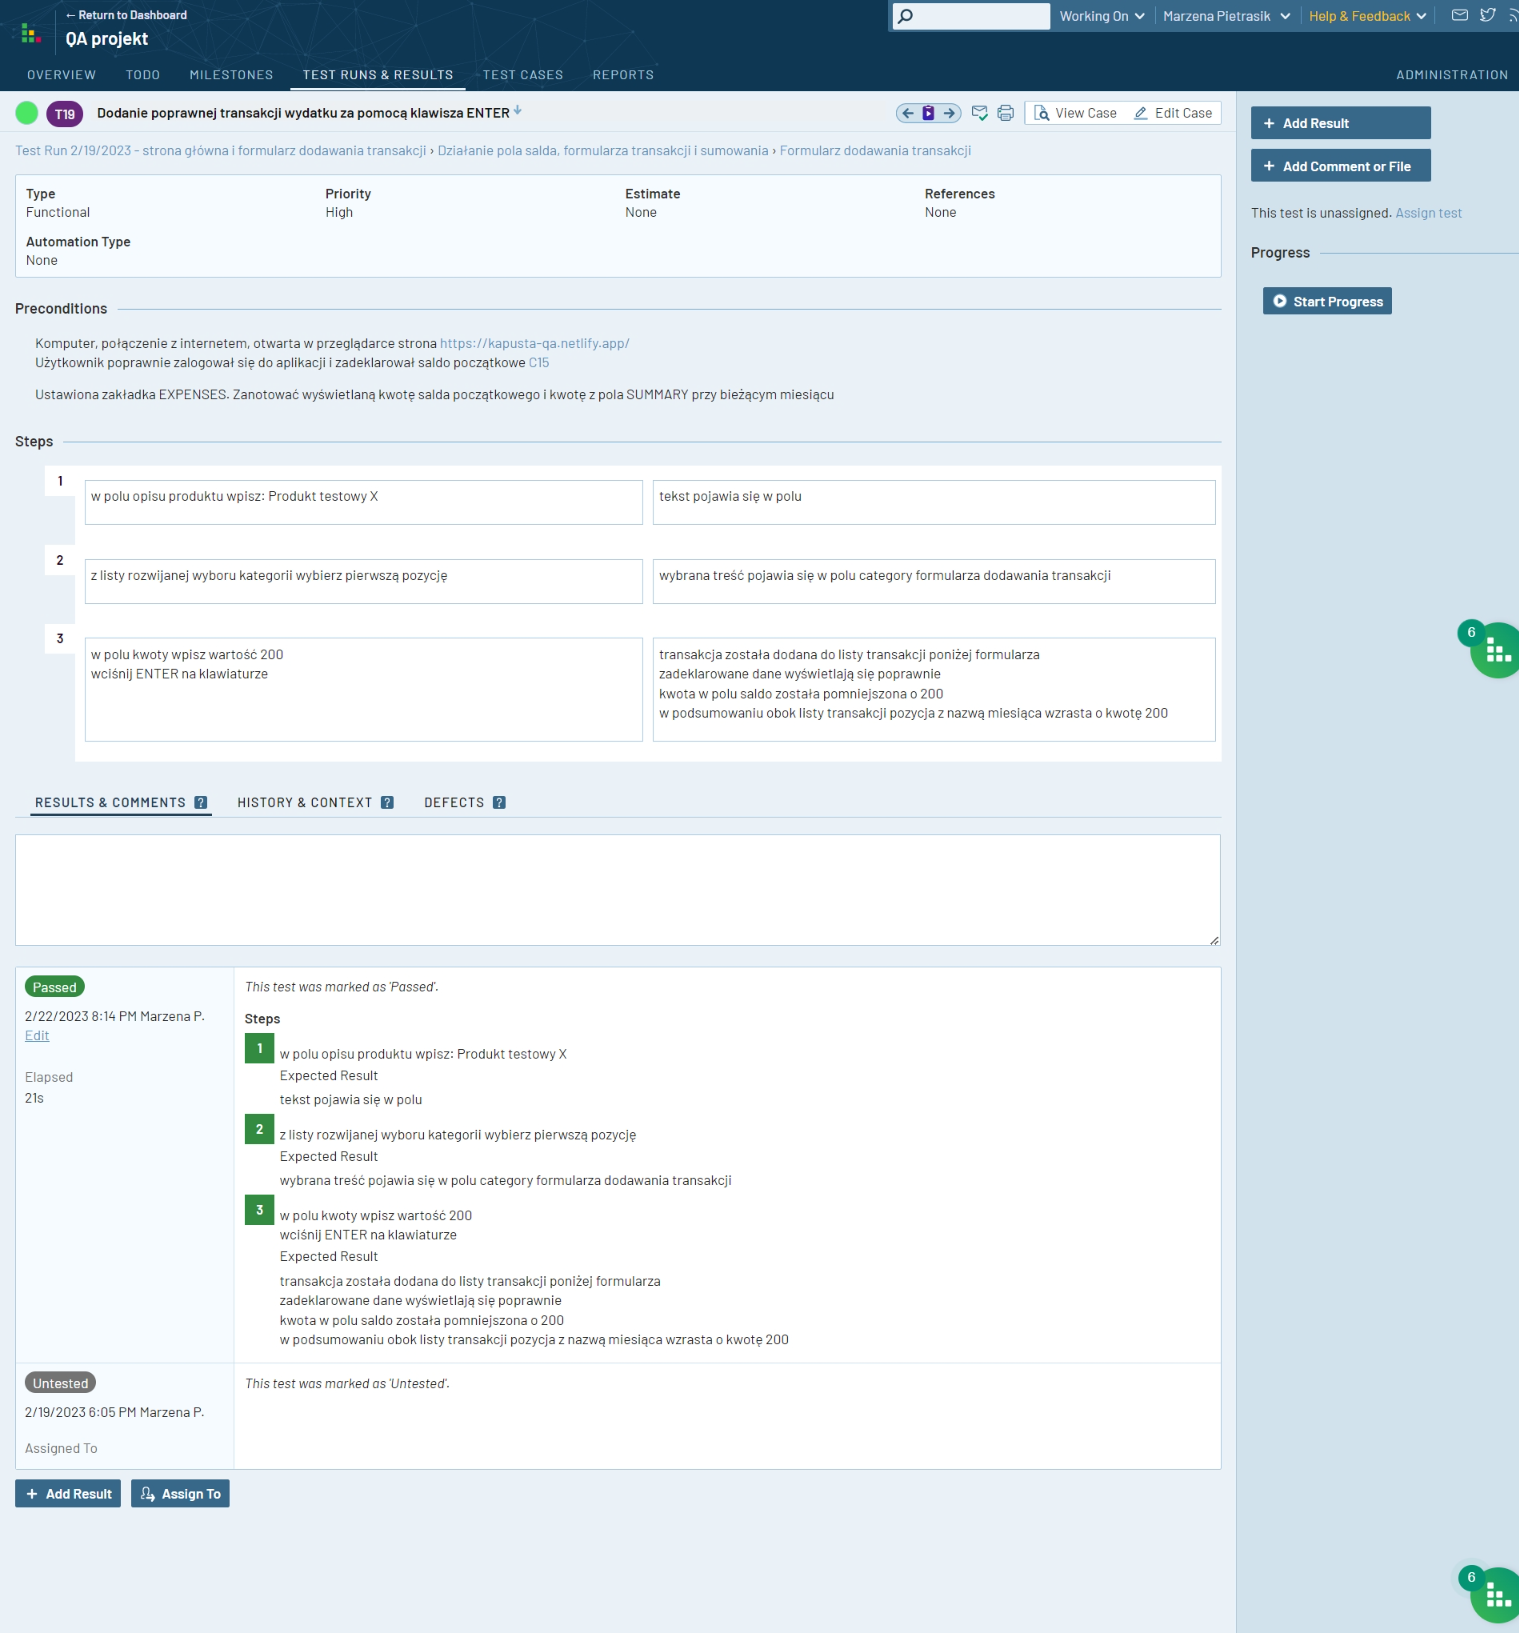 ← Return to Dashboard
QA projekt
Working On
Marzena Pietrasik
Help & Feedback
OVERVIEW
TODO
MILESTONES
TEST RUNS & RESULTS
TEST CASES
REPORTS
ADMINISTRATION
T19
Dodanie poprawnej transakcji wydatku za pomocą klawisza ENTER
View Case
Edit Case
Test Run 2/19/2023 - strona główna i formularz dodawania transakcji › Działanie pola salda, formularza transakcji i sumowania › Formularz dodawania transakcji
+ Add Result
+ Add Comment or File
This test is unassigned. Assign test
Progress
Start Progress
Type
Functional
Priority
High
Estimate
None
References
None
Automation Type
None
Preconditions
Komputer, połączenie z internetem, otwarta w przeglądarce strona https://kapusta-qa.netlify.app/
Użytkownik poprawnie zalogował się do aplikacji i zadeklarował saldo początkowe C15
Ustawiona zakładka EXPENSES. Zanotować wyświetlaną kwotę salda początkowego i kwotę z pola SUMMARY przy bieżącym miesiącu
Steps
1
w polu opisu produktu wpisz: Produkt testowy X
tekst pojawia się w polu
2
z listy rozwijanej wyboru kategorii wybierz pierwszą pozycję
wybrana treść pojawia się w polu category formularza dodawania transakcji
3
w polu kwoty wpisz wartość 200
wciśnij ENTER na klawiaturze
transakcja została dodana do listy transakcji poniżej formularza
zadeklarowane dane wyświetlają się poprawnie
kwota w polu saldo została pomniejszona o 200
w podsumowaniu obok listy transakcji pozycja z nazwą miesiąca wzrasta o kwotę 200
6
RESULTS & COMMENTS ?
HISTORY & CONTEXT ?
DEFECTS ?
Passed
2/22/2023 8:14 PM Marzena P.
Edit
Elapsed
21s
This test was marked as 'Passed'.
Steps
1
w polu opisu produktu wpisz: Produkt testowy X
Expected Result
tekst pojawia się w polu
2
z listy rozwijanej wyboru kategorii wybierz pierwszą pozycję
Expected Result
wybrana treść pojawia się w polu category formularza dodawania transakcji
3
w polu kwoty wpisz wartość 200
wciśnij ENTER na klawiaturze
Expected Result
transakcja została dodana do listy transakcji poniżej formularza
zadeklarowane dane wyświetlają się poprawnie
kwota w polu saldo została pomniejszona o 200
w podsumowaniu obok listy transakcji pozycja z nazwą miesiąca wzrasta o kwotę 200
Untested
2/19/2023 6:05 PM Marzena P.
Assigned To
This test was marked as 'Untested'.
+ Add Result
Assign To
6